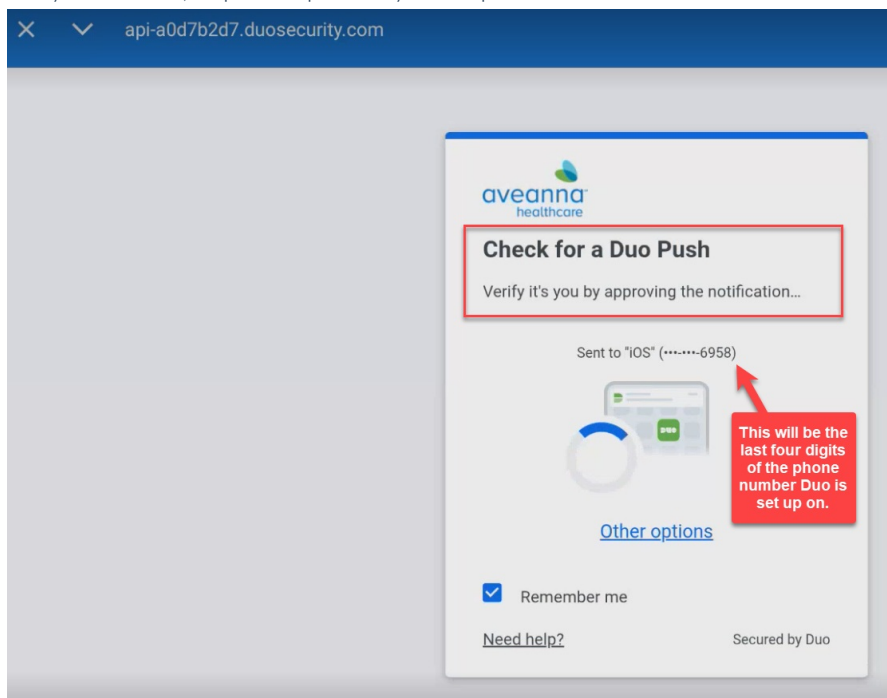 api-a0d7b2d7.duosecurity.com
aveanna
healthcare
Check for a Duo Push
Verify it's you by approving the notification...
Sent to "iOS" (•••-•••-6958)
This will be the
last four digits
of the phone
number Duo is
set up on.
DUO
Other options
Remember me
Need help?
Secured by Duo